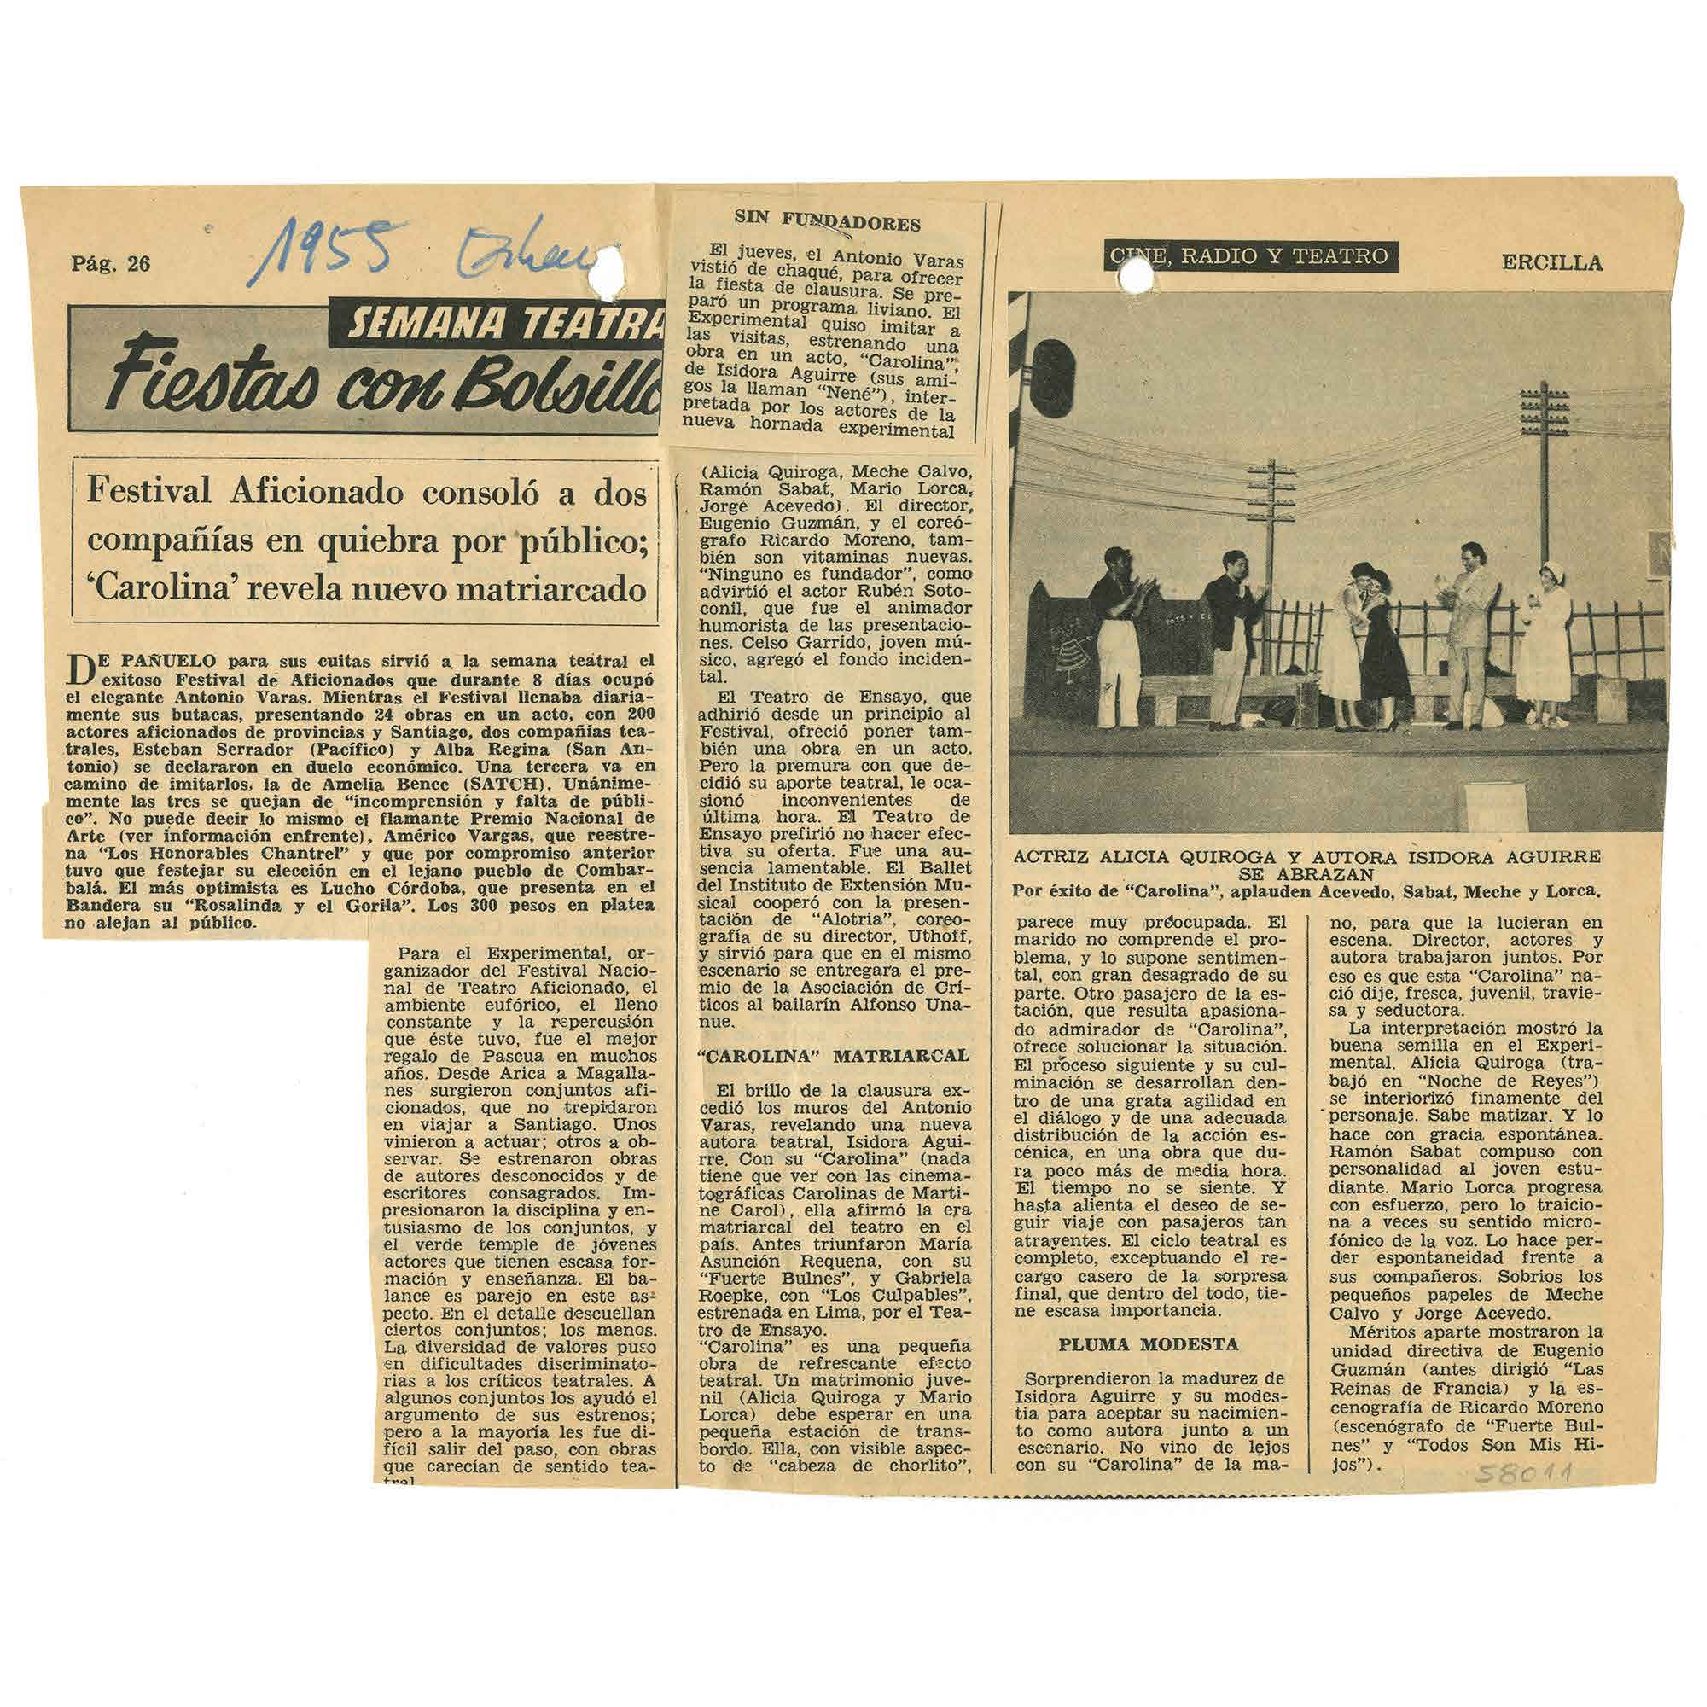 Pág. 26
1955
SEMANA TEATRA
Fiestas con Bolsill
Festival Aficionado consoló a dos
compañías en quiebra por público;
'Carolina' revela nuevo matriarcado
DE PAÑUELO para sus cuitas sirvió a la semana teatral el
exitoso Festival de Aficionados que durante 8 días ocupó
el elegante Antonio Varas. Mientras el Festival llenaba diaria-
mente sus butacas, presentando 24 obras en un acto, con 200
actores aficionados de provincias y Santiago, dos compañías tea-
trales, Esteban Serrador (Pacífico) y Alba Regina (San An-
tonio) se declararon en duelo económico. Una tercera va en
camino de imitarlos, la de Amelia Bence (SATCH). Unánime-
mente las tres se quejan de "incomprensión y falta de públi-
co". No puede decir lo mismo el flamante Premio Nacional de
Arte (ver información enfrente), Américo Vargas, que reestre-
na "Los Honorables Chantrel" y que por compromiso anterior
tuvo que festejar su elección en el lejano pueblo de Combar-
balá. El más optimista es Lucho Córdoba, que presenta en el
Bandera su "Rosalinda y el Gorila". Los 300 pesos en platea
no alejan al público.
Para el Experimental, or-
ganizador del Festival Nacio-
nal de Teatro Aficionado, el
ambiente eufórico, el lleno
constante y la repercusión
que éste tuvo, fue el mejor
regalo de Pascua en muchos
años. Desde Arica a Magalla-
nes surgieron conjuntos afi-
cionados, que no trepidaron
en viajar a Santiago. Unos
vinieron a actuar; otros a ob-
servar. Se estrenaron obras
de autores desconocidos y de
escritores consagrados. Im-
presionaron la disciplina y en-
tusiasmo de los conjuntos, y
el verde temple de jóvenes
actores que tienen escasa for-
mación y enseñanza. El ba-
lance es parejo en este as-
pecto. En el detalle descuellan
ciertos conjuntos; los menos.
La diversidad de valores puso
en dificultades discriminato-
rias a los críticos teatrales. A
algunos conjuntos los ayudó el
argumento de sus estrenos;
pero a la mayoría les fue di-
fícil salir del paso, con obras
que carecían de sentido tea-
tral
SIN FUNDADORES
El jueves, el Antonio Varas
vistió de chaqué, para ofrecer
la fiesta de clausura. Se pre-
paró un programa liviano. El
Experimental quiso imitar a
las visitas, estrenando una
obra en un acto, "Carolina",
de Isidora Aguirre (sus ami-
gos la llaman "Nené"), inter-
pretada por los actores de la
nueva hornada experimental
(Alicia Quiroga, Meche Calvo,
Ramón Sabat, Mario Lorca,
Jorge Acevedo). El director,
Eugenio Guzmán, y el coreó-
grafo Ricardo Moreno, tam-
bién son vitaminas nuevas.
"Ninguno es fundador", como
advirtió el actor Rubén Soto-
conil, que fue el animador
humorista de las presentacio-
nes. Celso Garrido, joven mú-
sico, agregó el fondo inciden-
tal.
El Teatro de Ensayo, que
adhirió desde un principio al
Festival, ofreció poner tam-
bién una obra en un acto.
Pero la premura con que de-
cidió su aporte teatral, le oca-
sionó inconvenientes de
última hora. El Teatro de
Ensayo prefirió no hacer efec-
tiva su oferta. Fue una au-
sencia lamentable. El Ballet
del Instituto de Extensión Mu-
sical cooperó con la presen-
tación de "Alotria", coreo-
grafía de su director, Uthoff,
y sirvió para que en el mismo
escenario se entregara el pre-
mio de la Asociación de Crí-
ticos al bailarín Alfonso Una-
nue.
"CAROLINA" MATRIARCAL
El brillo de la clausura ex-
cedió los muros del Antonio
Varas, revelando una nueva
autora teatral, Isidora Agui-
rre. Con su "Carolina" (nada
tiene que ver con las cinema-
tográficas Carolinas de Marti-
ne Carol), ella afirmó la era
matriarcal del teatro en el
país. Antes triunfaron María
Asunción Requena, con su
"Fuerte Bulnes", y Gabriela
Roepke, con "Los Culpables",
estrenada en Lima, por el Tea-
tro de Ensayo.
"Carolina" es una pequeña
obra de refrescante efecto
teatral. Un matrimonio juve-
nil (Alicia Quiroga y Mario
Lorca) debe esperar en una
pequeña estación de trans-
bordo. Ella, con visible aspec-
to de "cabeza de chorlito",
CINE, RADIO Y TEATRO
ERCILLA
ACTRIZ ALICIA QUIROGA Y AUTORA ISIDORA AGUIRRE
SE ABRAZAN
Por éxito de "Carolina", aplauden Acevedo, Sabat, Meche y Lorca.
parece muy preocupada. El
marido no comprende el pro-
blema, y lo supone sentimen-
tal, con gran desagrado de su
parte. Otro pasajero de la es-
tación, que resulta apasiona-
do admirador de "Carolina",
ofrece solucionar la situación.
El proceso siguiente y su cul-
minación se desarrollan den-
tro de una grata agilidad en
el diálogo y de una adecuada
distribución de la acción es-
cénica, en una obra que du-
ra poco más de media hora.
El tiempo no se siente. Y
hasta alienta el deseo de se-
guir viaje con pasajeros tan
atrayentes. El ciclo teatral es
completo, exceptuando el re-
cargo casero de la sorpresa
final, que dentro del todo, tie-
ne escasa importancia.
PLUMA MODESTA
Sorprendieron la madurez de
Isidora Aguirre y su modes-
tia para aceptar su nacimien-
to como autora junto a un
escenario. No vino de lejos
con su "Carolina" de la ma-
no, para que la lucieran en
escena. Director, actores y
autora trabajaron juntos. Por
eso es que esta "Carolina" na-
ció dije, fresca, juvenil, travie-
sa y seductora.
La interpretación mostró la
buena semilla en el Experi-
mental. Alicia Quiroga (tra-
bajó en "Noche de Reyes")
se interiorizó finamente del
personaje. Sabe matizar. Y lo
hace con gracia espontánea.
Ramón Sabat compuso con
personalidad al joven estu-
diante. Mario Lorca progresa
con esfuerzo, pero lo traicio-
na a veces su sentido micro-
fónico de la voz. Lo hace per-
der espontaneidad frente a
sus compañeros. Sobrios los
pequeños papeles de Meche
Calvo y Jorge Acevedo.
Méritos aparte mostraron la
unidad directiva de Eugenio
Guzmán (antes dirigió "Las
Reinas de Francia) y la es-
cenografía de Ricardo Moreno
(escenógrafo de "Fuerte Bul-
nes" y "Todos Son Mis Hi-
jos").
58011